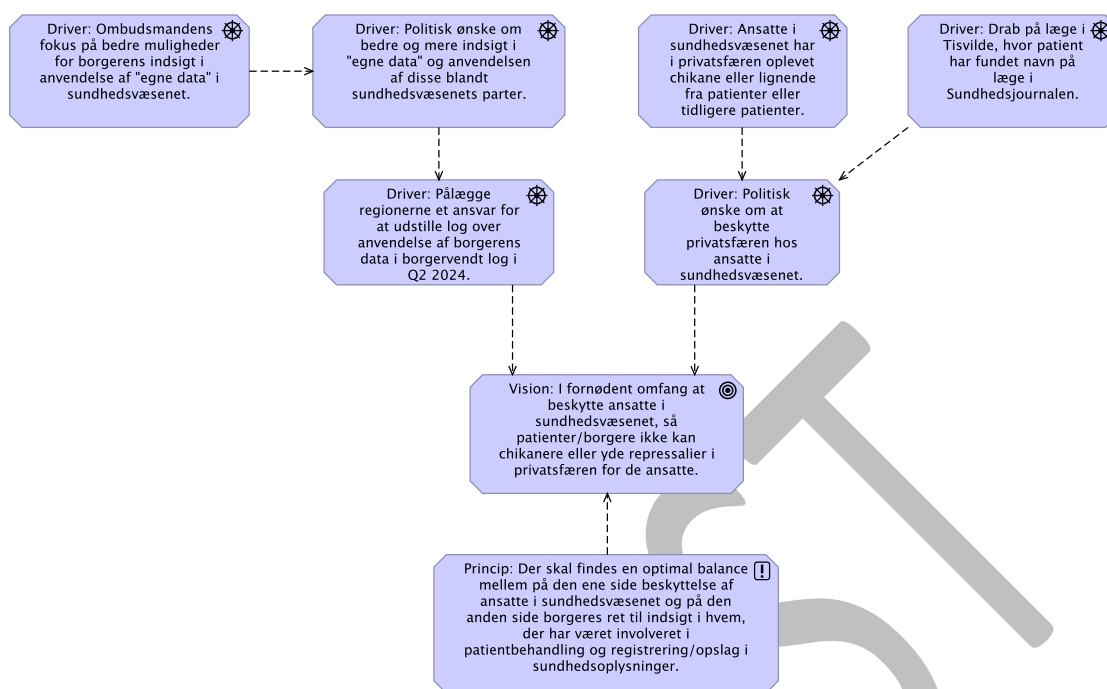 Driver: Ombudsmandens
fokus på bedre muligheder
for borgerens indsigt i
anvendelse af "egne data" i
sundhedsvæsenet.
Driver: Politisk ønske om
bedre og mere indsigt i
"egne data" og anvendelsen
af disse blandt
sundhedsvæsenets parter.
Driver: Ansatte i
sundhedsvæsenet har
i privatsfæren oplevet
chikane eller lignende
fra patienter eller
tidligere patienter.
Driver: Drab på læge i
Tisvilde, hvor patient
har fundet navn på
læge i
Sundhedsjournalen.
Driver: Pålægge
regionerne et ansvar for
at udstille log over
anvendelse af borgerens
data i borgervendt log i
Q2 2024.
Driver: Politisk
ønske om at
beskytte
privatsfæren hos
ansatte i
sundhedsvæsenet.
Vision: I fornødent omfang at
beskytte ansatte i
sundhedsvæsenet, så
patienter/borgere ikke kan
chikanere eller yde repressalier i
privatsfæren for de ansatte.
Princip: Der skal findes en optimal balance
mellem på den ene side beskyttelse af
ansatte i sundhedsvæsenet og på den
anden side borgeres ret til indsigt i hvem,
der har været involveret i
patientbehandling og registrering/opslag i
sundhedsoplysninger.